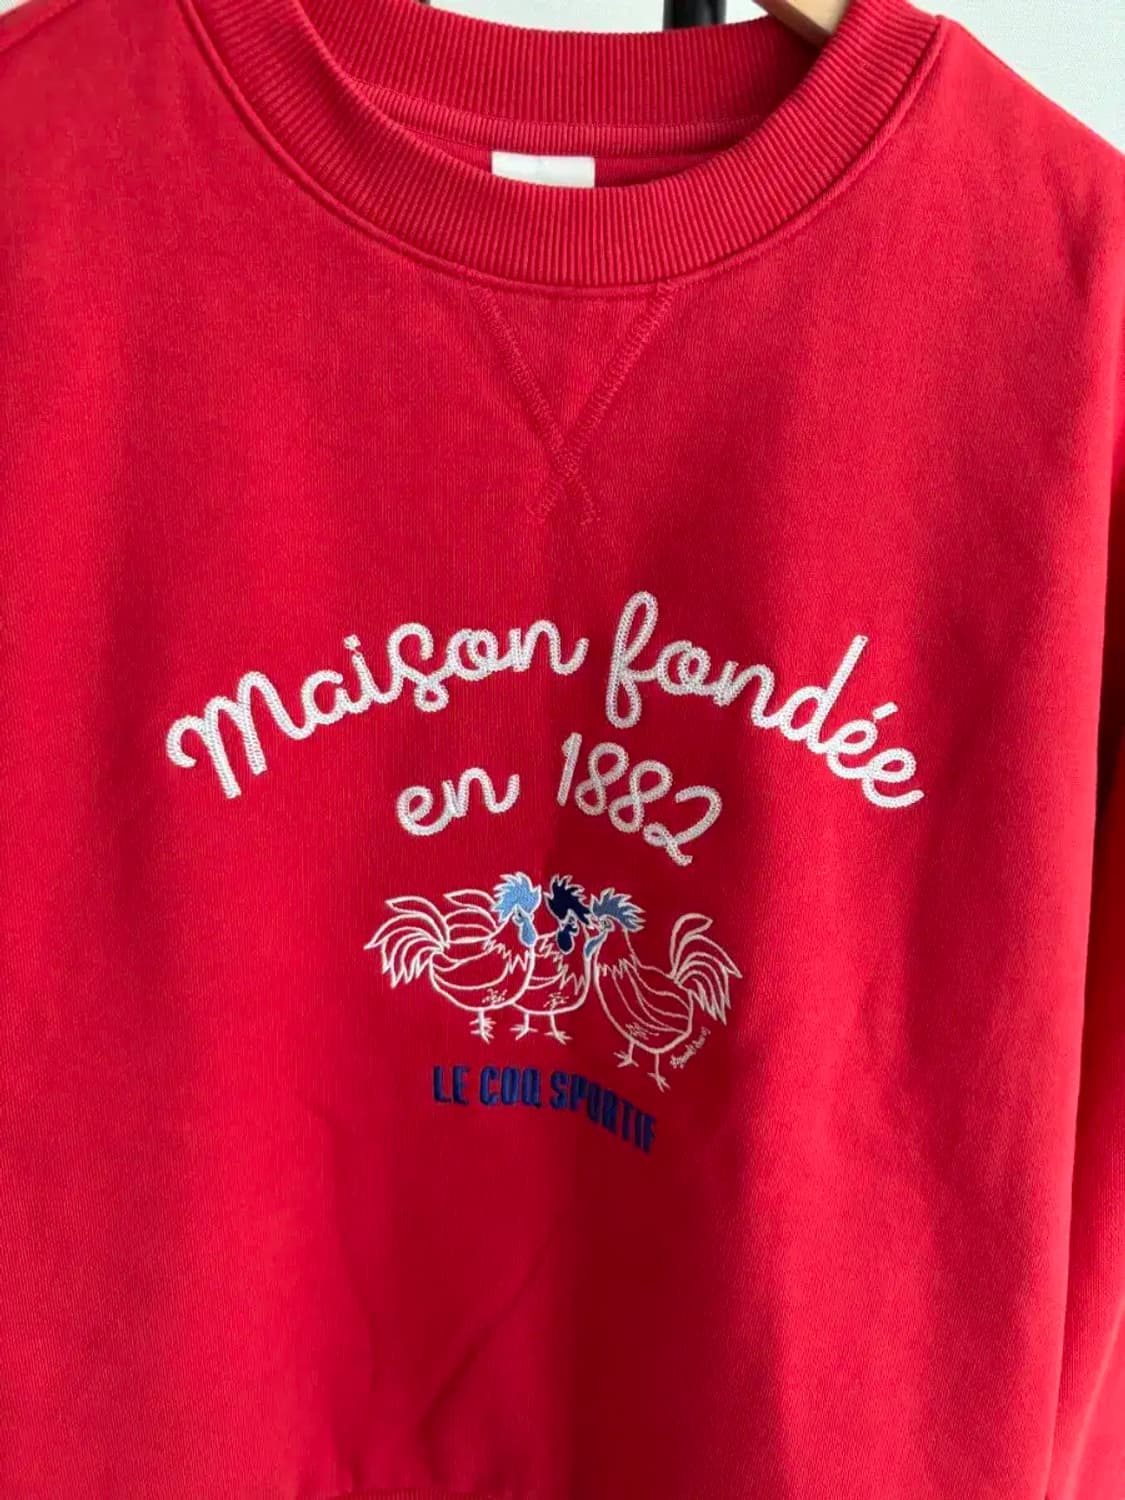 Maison fondée
en 1882
LE COQ SPORTIF